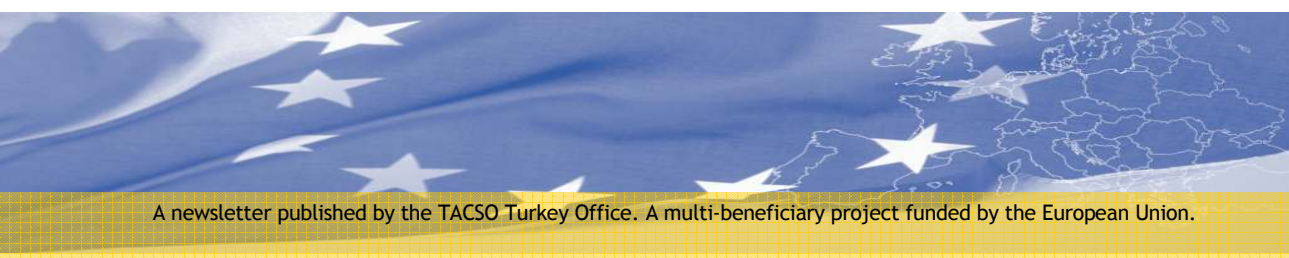 A newsletter published by the TACSO Turkey Office. A multi-beneficiary project funded by the European Union.